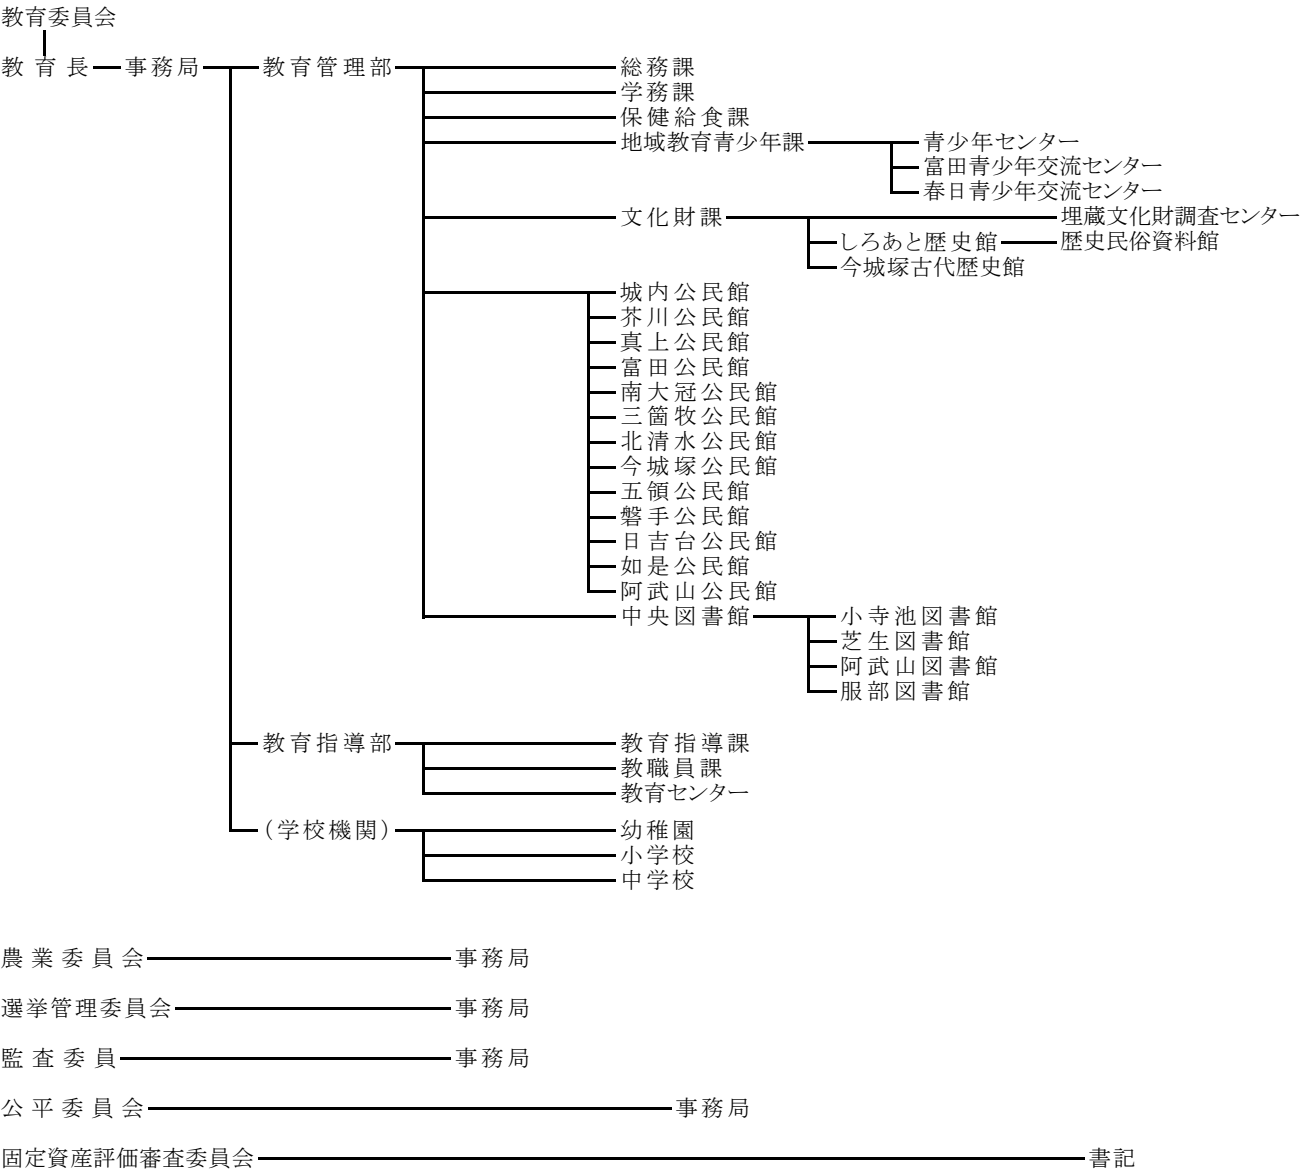 教育委員会
教育長 事務局 教育管理部 総務課
学務課
保健給食課
地域教育青少年課 青少年センター
富田青少年交流センター
春日青少年交流センター
文化財課 埋蔵文化財調査センター
しろあと歴史館 歴史民俗資料館
今城塚古代歴史館
城内公民館
芥川公民館
真上公民館
富田公民館
南大冠公民館
三箇牧公民館
北清水公民館
今城塚公民館
五領公民館
磐手公民館
日吉台公民館
如是公民館
阿武山公民館
中央図書館 小寺池図書館
芝生図書館
阿武山図書館
服部図書館
教育指導部 教育指導課
教職員課
教育センター
（学校機関） 幼稚園
小学校
中学校
農業委員会 事務局
選挙管理委員会 事務局
監査委員 事務局
公平委員会 事務局
固定資産評価審査委員会 書記